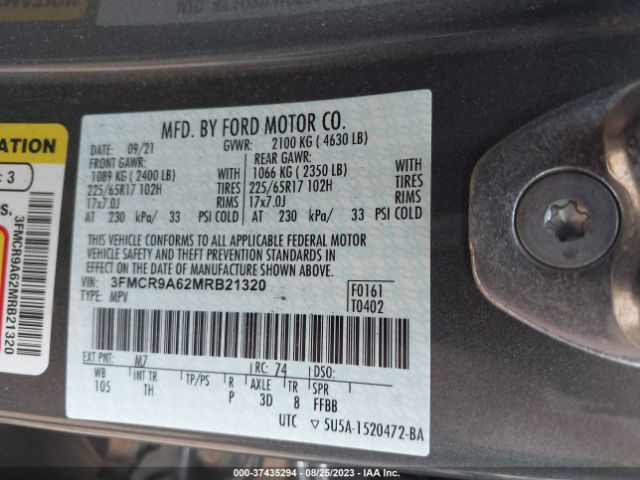 MFD. BY FORD MOTOR CO.
DATE: 09/21 GVWR: 2100 KG ( 4630 LB)
FRONT GAWR: REAR GAWR:
1089 KG ( 2400 LB) WITH 1066 KG ( 2350 LB) WITH
225/65R17 102H TIRES 225/65R17 102H TIRES
17x7.0J RIMS 17x7.0J RIMS
AT 230 kPa/ 33 PSI COLD AT 230 kPa/ 33 PSI COLD
THIS VEHICLE CONFORMS TO ALL APPLICABLE FEDERAL MOTOR
VEHICLE SAFETY AND THEFT PREVENTION STANDARDS IN
EFFECT ON THE DATE OF MANUFACTURE SHOWN ABOVE.
VIN: 3FMCR9A62MRB21320 F0161
TYPE: MPV T0402
EXT PNT: M7 RC: 74 DSO:
WB INT TR TP/PS R AXLE TR SPR
105 TH P 3D 8 FFBB
UTC ▽5U5A-1520472-BA
ATION
: 3
3FMCR9A62MRB21320
000-37435294 - 08/25/2023 - IAA Inc.